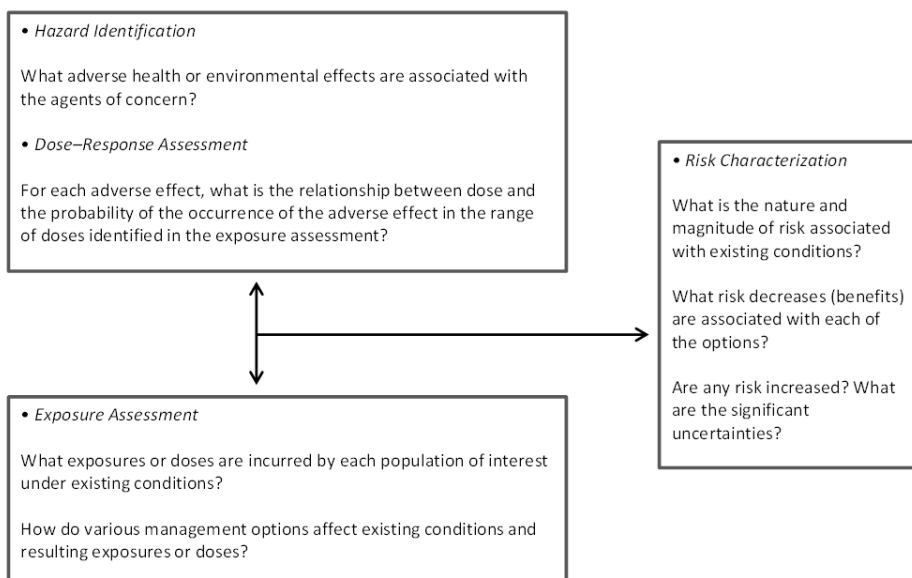 • Hazard Identification
What adverse health or environmental effects are associated with
the agents of concern?
• Dose–Response Assessment
For each adverse effect, what is the relationship between dose and
the probability of the occurrence of the adverse effect in the range
of doses identified in the exposure assessment?
• Exposure Assessment
What exposures or doses are incurred by each population of interest
under existing conditions?
How do various management options affect existing conditions and
resulting exposures or doses?
• Risk Characterization
What is the nature and
magnitude of risk associated
with existing conditions?
What risk decreases (benefits)
are associated with each of
the options?
Are any risk increased? What
are the significant
uncertainties?